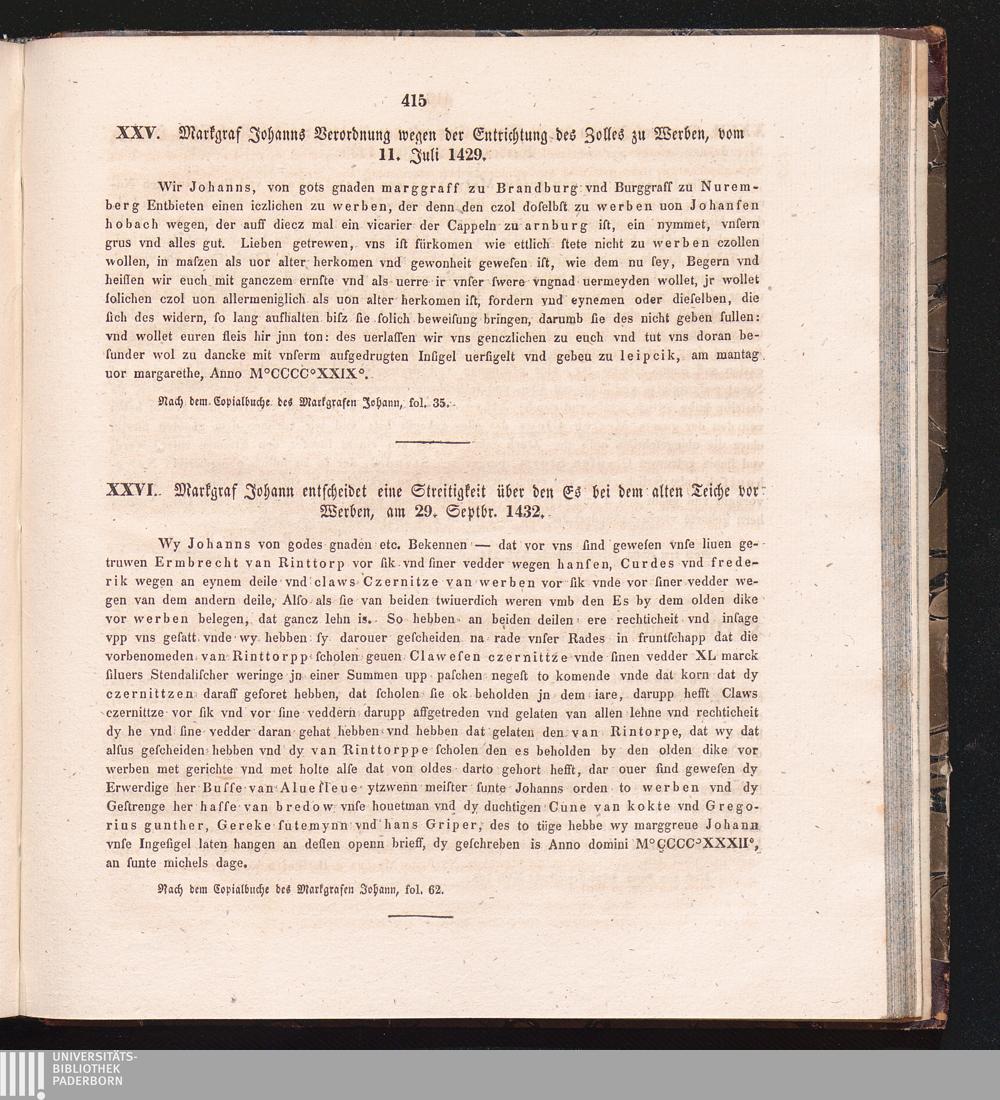 415
XXV. Markgraf Johanns Verordnung wegen der Entrichtung des Zolles zu Werben, vom
11. Juli 1429.
Wir Johanns, von gots gnaden marggraff zu Brandburg vnd Burggraff zu Nurem-
berg Entbieten einen iczlichen zu werben, der denn den czol doſelbſt zu werben uon Johanſen
hobach wegen, der auff diecz mal ein vicarier der Cappeln zu arnburg iſt, ein nymmet, vnſern
grus vnd alles gut. Lieben getrewen, vns iſt fürkomen wie ettlich ſtete nicht zu werben czollen
wollen, in maſzen als uor alter herkomen vnd gewonheit geweſen iſt, wie dem nu ſey, Begern vnd
heiſſen wir euch mit ganczem ernſte vnd als uerre ir vnſer ſwere vngnad uermeyden wollet, jr wollet
ſolichen czol uon allermeniglich als uon alter herkomen iſt, fordern vnd eynemen oder dieſelben, die
ſich des widern, ſo lang aufhalten biſz ſie ſolich beweiſung bringen, darumb ſie des nicht geben ſullen:
vnd wollet euren fleis hir jnn ton: des uerlaſſen wir vns genczlichen zu euch vnd tut vns doran be-
ſunder wol zu dancke mit vnſerm aufgedrugten Inſigel uerſigelt vnd geben zu leipcik, am mantag
uor margarethe, Anno M°CCCC°XXIX°.
Nach dem Copialbuche des Markgrafen Johann, fol. 35.
XXVI. Markgraf Johann entſcheidet eine Streitigkeit über den Es bei dem alten Teiche vor
Werben, am 29. Septbr. 1432.
Wy Johanns von godes gnaden etc. Bekennen — dat vor vns ſind geweſen vnſe liuen ge-
truwen Ermbrecht van Rinttorp vor ſik vnd ſiner vedder wegen hanſen, Curdes vnd frede-
rik wegen an eynem deile vnd claws Czernitze van werben vor ſik vnde vor ſiner vedder we-
gen van dem andern deile, Alſo als ſie van beiden twiuerdich weren vmb den Es by dem olden dike
vor werben belegen, dat gancz lehn is. So hebben an beiden deilen ere rechticheit vnd inſage
vpp vns geſatt vnde wy hebben ſy darouer geſcheiden na rade vnſer Rades in fruntſchapp dat die
vorbenomeden van Rinttorpp ſcholen geuen Claweſen czernittze vnde ſinen vedder XL marck
ſiluers Stendaliſcher weringe jn einer Summen upp paſchen negeſt to komende vnde dat korn dat dy
czernittzen daraff geforet hebben, dat ſcholen ſie ok beholden jn dem iare, darupp hefft Claws
czernittze vor ſik vnd vor ſine veddern darupp affgetreden vnd gelaten van allen lehne vnd rechticheit
dy he vnd ſine vedder daran gehat hebben vnd hebben dat gelaten den van Rintorpe, dat wy dat
alſus geſcheiden hebben vnd dy van Rinttorppe ſcholen den es beholden by den olden dike vor
werben met gerichte vnd met holte alſe dat von oldes darto gehort hefft, dar ouer ſind geweſen dy
Erwerdige her Buſſe van Aluefleue ytzwenn meiſter ſunte Johanns orden to werben vnd dy
Geſtrenge her haſſe van bredow vnſe houetman vnd dy duchtigen Cune van kokte vnd Grego-
rius gunther, Gereke ſutemynn vnd hans Griper, des to tüge hebbe wy marggreue Johann
vnſe Ingeſigel laten hangen an deſſen openn brieff, dy geſchreben is Anno domini M°CCCC°XXXII°,
an ſunte michels dage.
Nach dem Copialbuche des Markgrafen Johann, fol. 62.
UNIVERSITÄTS-
BIBLIOTHEK
PADERBORN